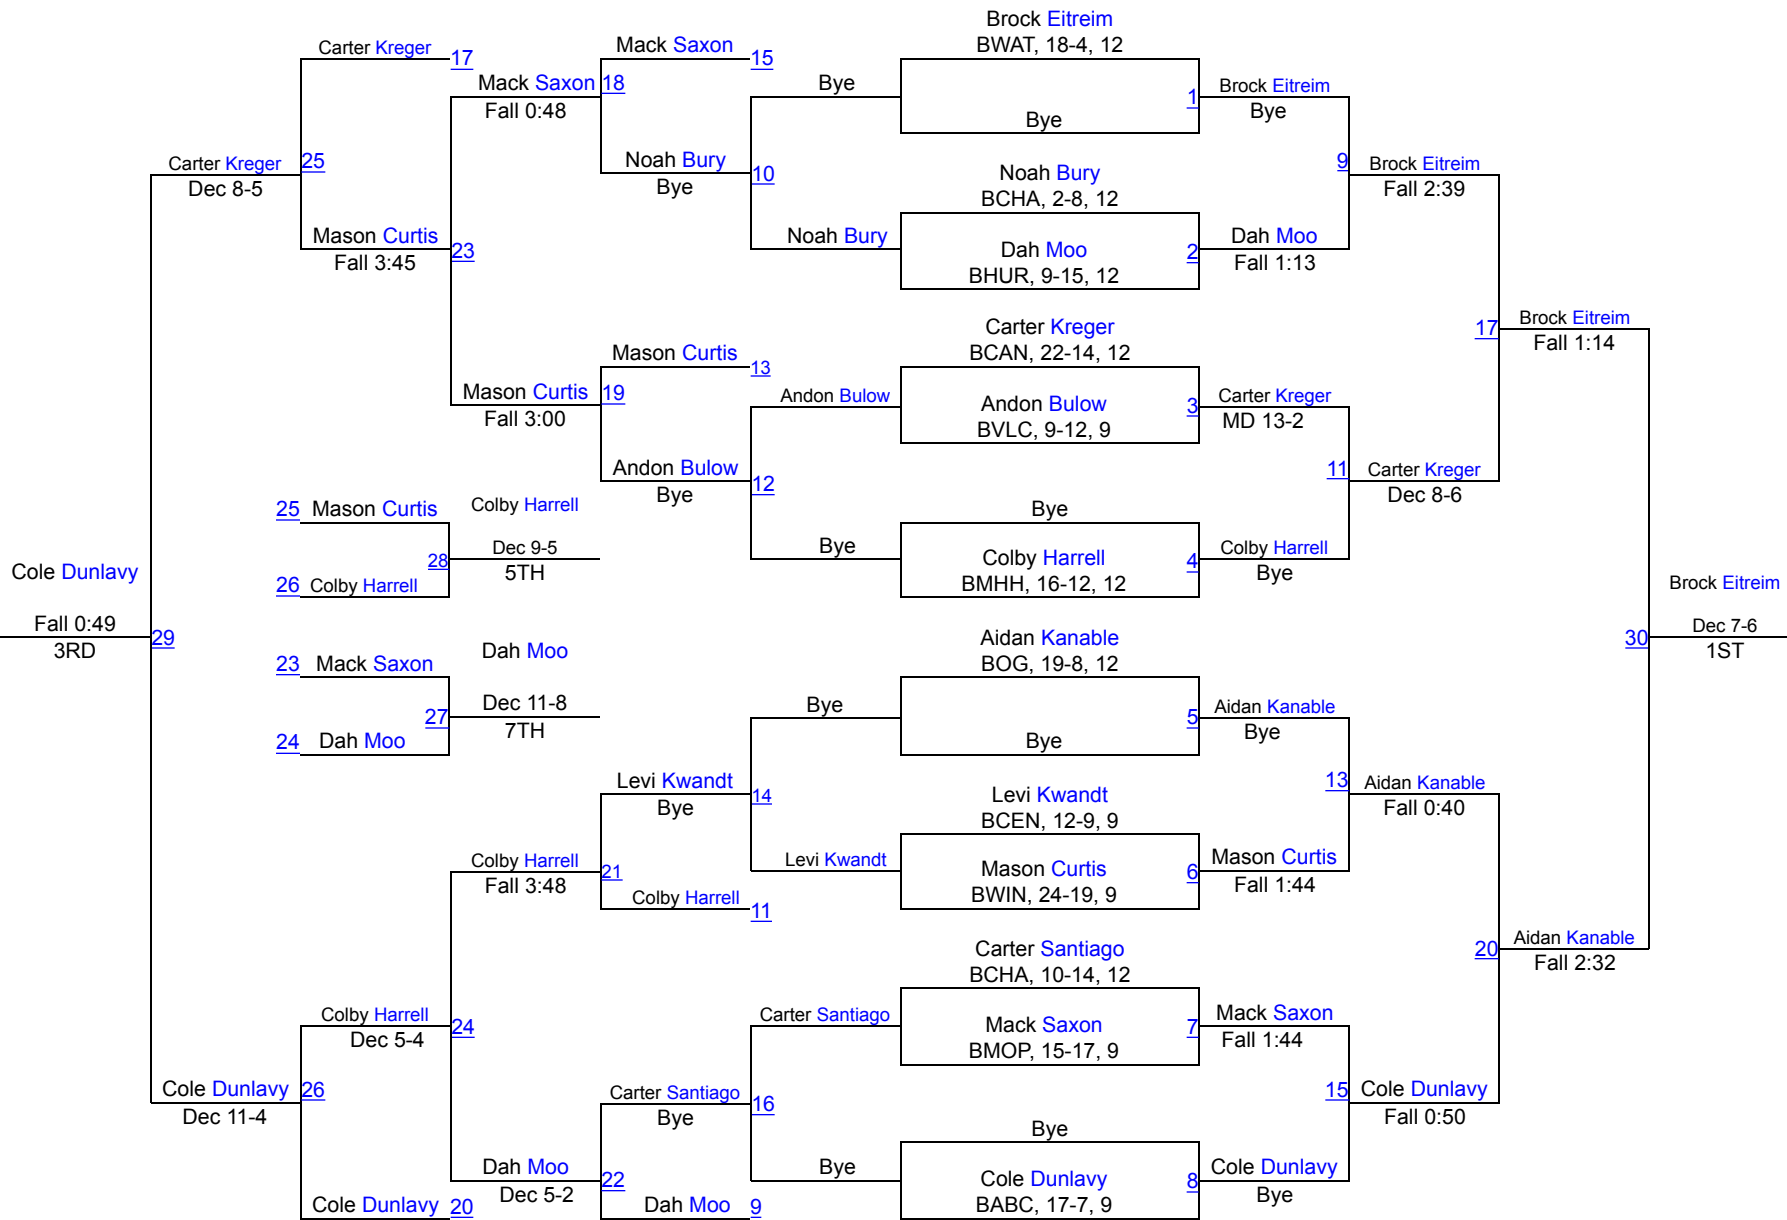 Brock Eitreim
BWAT, 18-4, 12
Carter Kreger
17
Mack Saxon
15
Mack Saxon 18
Fall 0:48
Bye
1
Brock Eitreim
Bye
Bye
Carter Kreger
25
Dec 8-5
Noah Bury
Bye
10
Noah Bury
BCHA, 2-8, 12
9
Brock Eitreim
Fall 2:39
Mason Curtis
Fall 3:45
23
Noah Bury
Dah Moo
BHUR, 9-15, 12
2
Dah Moo
Fall 1:13
Carter Kreger
BCAN, 22-14, 12
17
Brock Eitreim
Fall 1:14
Mason Curtis
13
Mason Curtis 19
Fall 3:00
Andon Bulow
Andon Bulow
BVLC, 9-12, 9
3
Carter Kreger
MD 13-2
Andon Bulow
Bye
12
11
Carter Kreger
Dec 8-6
25 Mason Curtis
Colby Harrell
Bye
28
Dec 9-5
5TH
Bye
Colby Harrell
BMHH, 16-12, 12
4
Colby Harrell
Bye
26 Colby Harrell
Cole Dunlavy
Fall 0:49
3RD
29
Brock Eitreim
30
Dec 7-6
1ST
Aidan Kanable
BOG, 19-8, 12
23 Mack Saxon
Dah Moo
27
Dec 11-8
7TH
24 Dah Moo
Bye
Bye
5
Aidan Kanable
Bye
Levi Kwandt
Bye
14
Levi Kwandt
BCEN, 12-9, 9
13
Aidan Kanable
Fall 0:40
Colby Harrell
Fall 3:48
21
Levi Kwandt
Mason Curtis
BWIN, 24-19, 9
6
Mason Curtis
Fall 1:44
Colby Harrell
11
Carter Santiago
BCHA, 10-14, 12
20
Aidan Kanable
Fall 2:32
Colby Harrell
Dec 5-4
24
Carter Santiago
Mack Saxon
BMOP, 15-17, 9
7
Mack Saxon
Fall 1:44
Cole Dunlavy 26
Dec 11-4
Carter Santiago
Bye
16
15
Cole Dunlavy
Fall 0:50
Bye
Dah Moo
Dec 5-2
22
Bye
Cole Dunlavy
BABC, 17-7, 9
8
Cole Dunlavy
Bye
Cole Dunlavy 20
Dah Moo 9